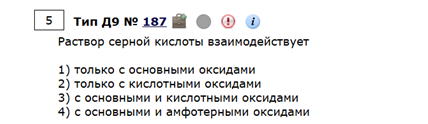 5 Тип Д9 № 187
Раствор серной кислоты взаимодействует
1) только с основными оксидами
2) только с кислотными оксидами
3) с основными и кислотными оксидами
4) с основными и амфотерными оксидами